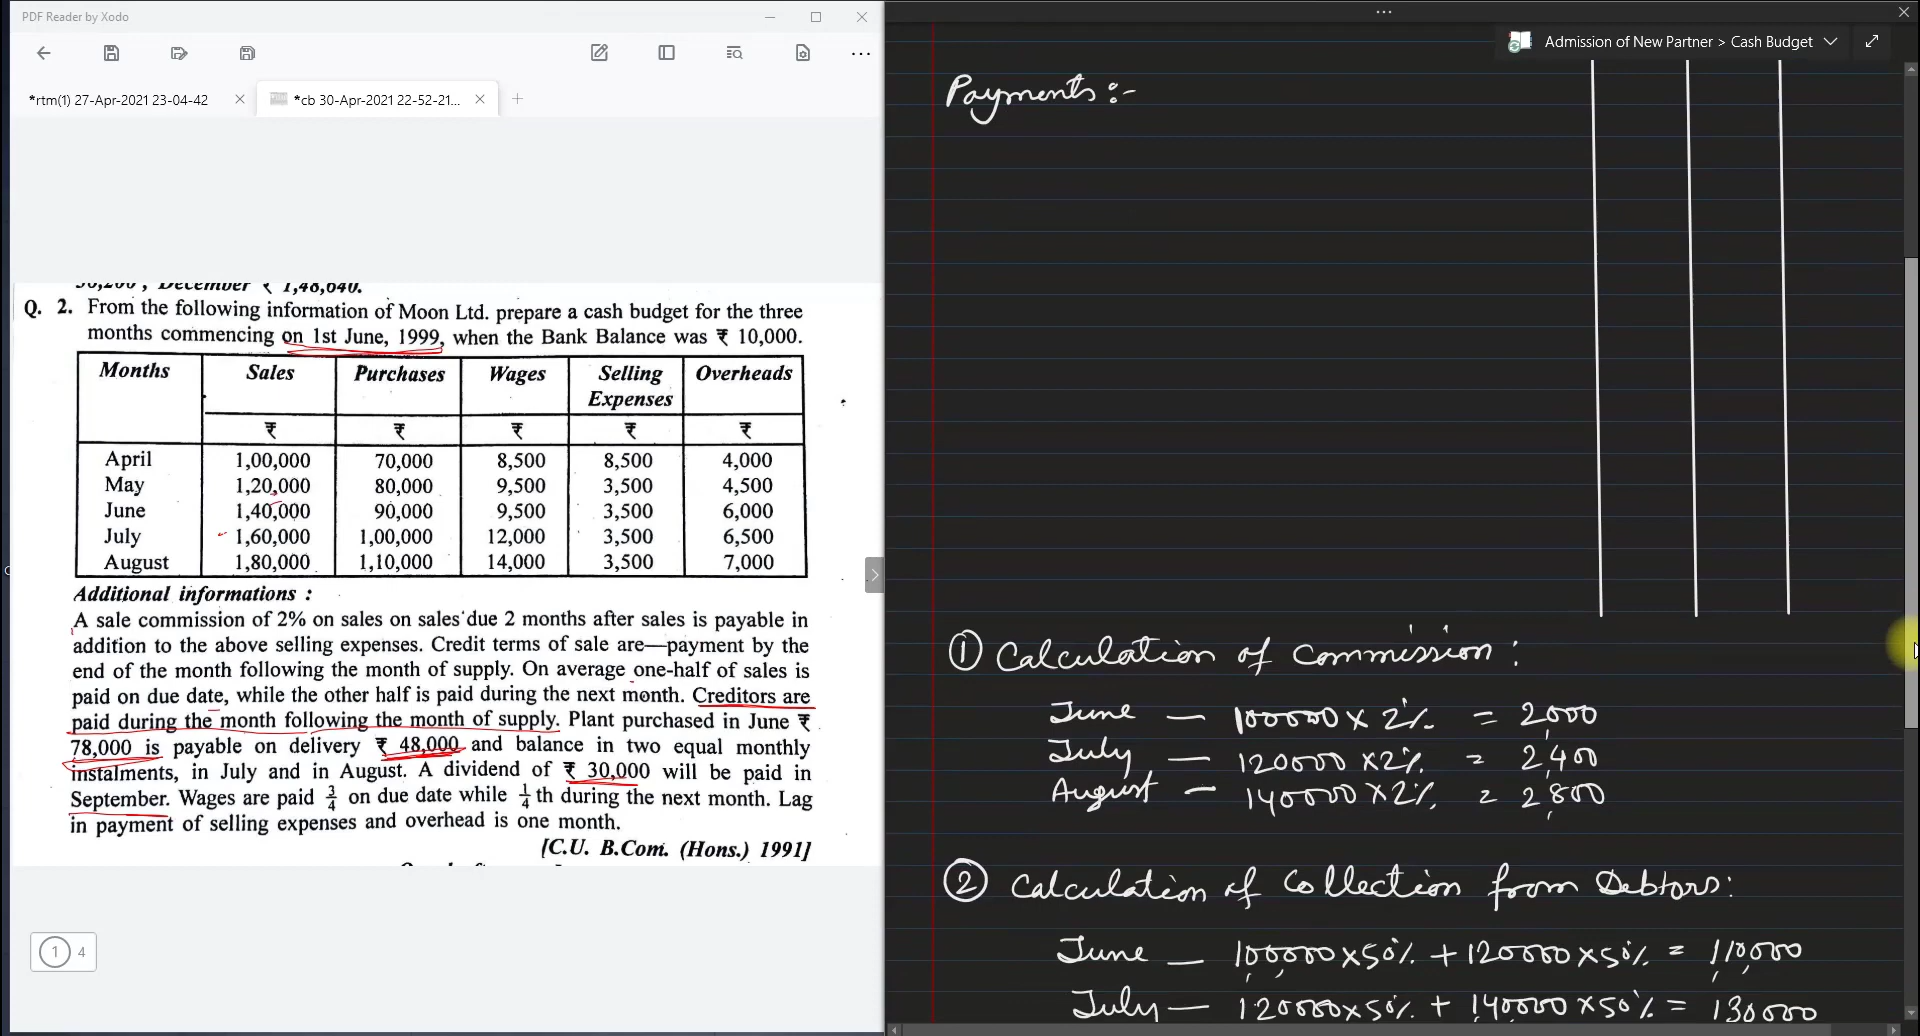 PDF Reader by Xodo
*rtm(1) 27-Apr-2021 23-04-42
*cb 30-Apr-2021 22-52-21...
December ₹ 1,48,640.
Q. 2. From the following information of Moon Ltd. prepare a cash budget for the three
months commencing on 1st June, 1999, when the Bank Balance was ₹ 10,000.
Months Sales Purchases Wages Selling Expenses Overheads
₹ ₹ ₹ ₹ ₹
April 1,00,000 70,000 8,500 8,500 4,000
May 1,20,000 80,000 9,500 3,500 4,500
June 1,40,000 90,000 9,500 3,500 6,000
July 1,60,000 1,00,000 12,000 3,500 6,500
August 1,80,000 1,10,000 14,000 3,500 7,000
Additional informations :
A sale commission of 2% on sales on sales due 2 months after sales is payable in
addition to the above selling expenses. Credit terms of sale are—payment by the
end of the month following the month of supply. On average one-half of sales is
paid on due date, while the other half is paid during the next month. Creditors are
paid during the month following the month of supply. Plant purchased in June ₹
78,000 is payable on delivery ₹ 48,000 and balance in two equal monthly
instalments, in July and in August. A dividend of ₹ 30,000 will be paid in
September. Wages are paid 3/4 on due date while 1/4 th during the next month. Lag
in payment of selling expenses and overhead is one month.
[C.U. B.Com. (Hons.) 1991]
1 4
Admission of New Partner > Cash Budget
Payments :-
① Calculation of Commission :
June — 100000 x 2% = 2,000
July — 120000 x 2% = 2,400
August — 140000 x 2% = 2,800
② Calculation of Collection from Debtors:
June — 100000 x 50% + 120000 x 50% = 110,000
July — 120000 x 50% + 140000 x 50% = 130000